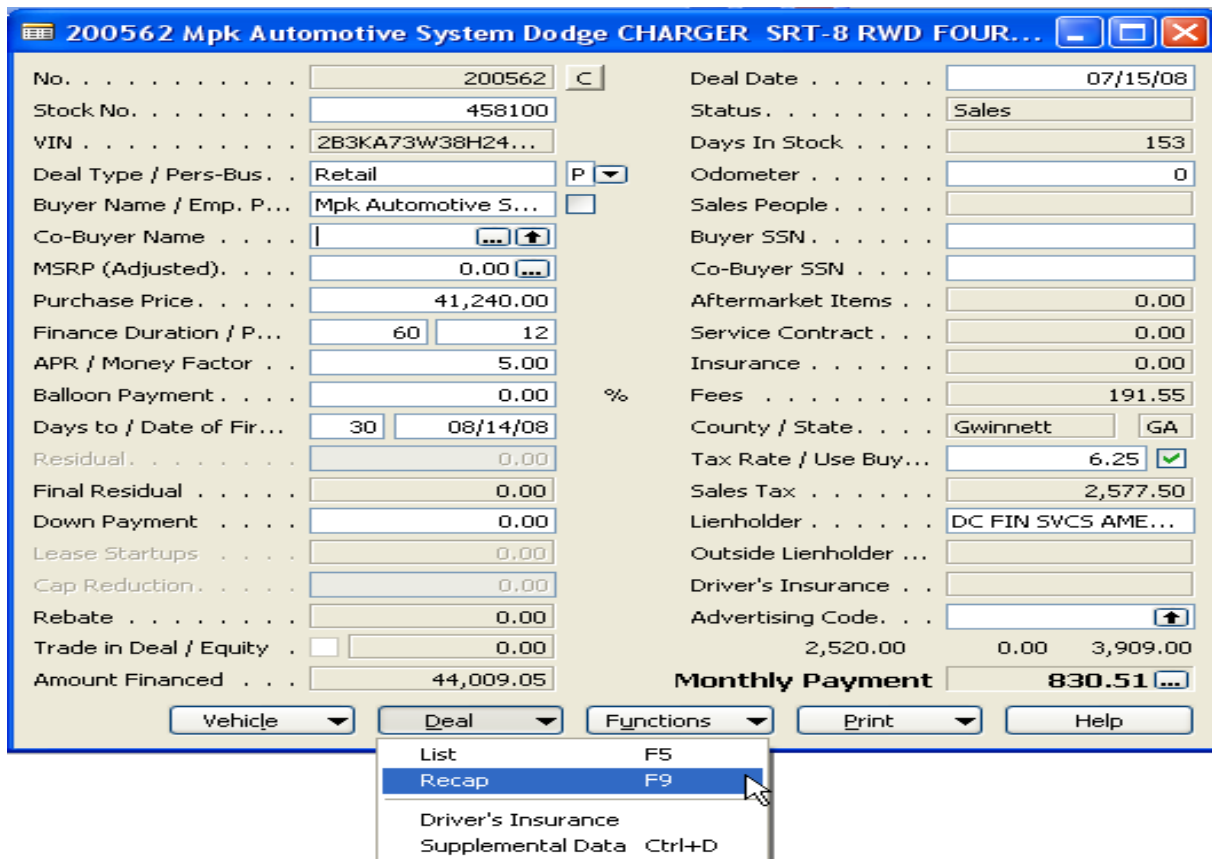 200562 Mpk Automotive System Dodge CHARGER SRT-8 RWD FOUR...
No. . . . . . . . . . . 200562 C Deal Date . . . . . . 07/15/08
Stock No. . . . . . . . 458100 Status. . . . . . . . Sales
VIN . . . . . . . . . . 2B3KA73W38H24... Days In Stock . . . . 153
Deal Type / Pers-Bus. . Retail P Odometer . . . . . . 0
Buyer Name / Emp. P... Mpk Automotive S... Sales People . . . . .
Co-Buyer Name . . . . ... Buyer SSN. . . . . .
MSRP (Adjusted). . . . 0.00 ... Co-Buyer SSN . . . .
Purchase Price. . . . . 41,240.00 Aftermarket Items . . 0.00
Finance Duration / P... 60 12 Service Contract. . . 0.00
APR / Money Factor . . 5.00 Insurance . . . . . . 0.00
Balloon Payment. . . . 0.00 % Fees . . . . . . . . 191.55
Days to / Date of Fir... 30 08/14/08 County / State. . . . Gwinnett GA
Residual. . . . . . . . 0.00 Tax Rate / Use Buy... 6.25
Final Residual . . . . . 0.00 Sales Tax . . . . . . 2,577.50
Down Payment . . . . 0.00 Lienholder . . . . . . DC FIN SVCS AME...
Lease Startups . . . . 0.00 Outside Lienholder ...
Cap Reduction. . . . . 0.00 Driver's Insurance . .
Rebate . . . . . . . . 0.00 Advertising Code. . .
Trade in Deal / Equity . 0.00 2,520.00 0.00 3,909.00
Amount Financed . . . 44,009.05 Monthly Payment 830.51 ...
Vehicle Deal Functions Print Help
List F5
Recap F9
Driver's Insurance
Supplemental Data Ctrl+D